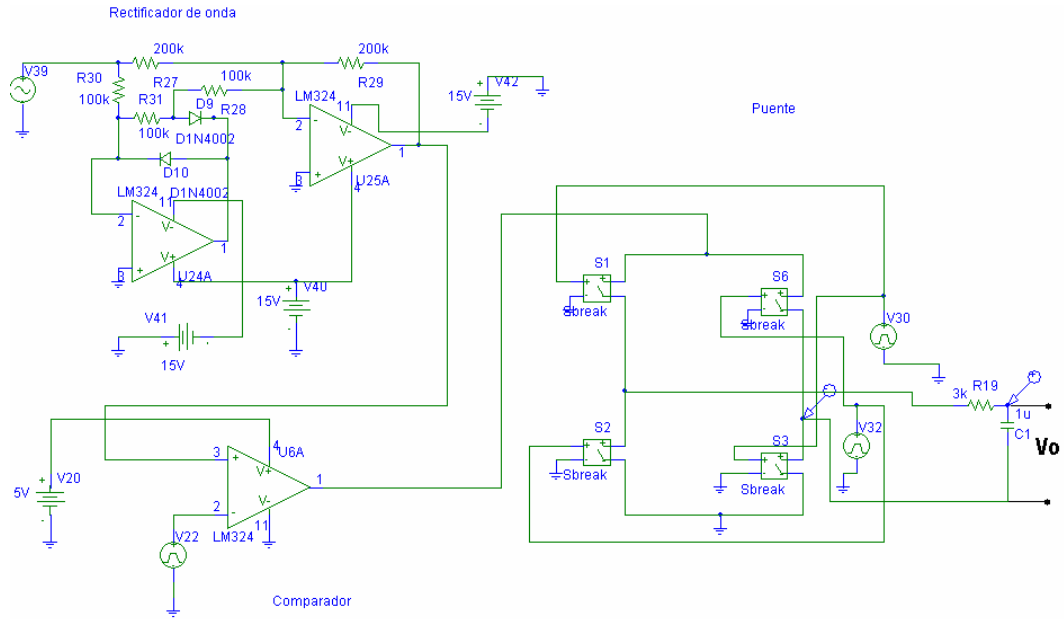 Rectificador de onda
200k
200k
V39
R30
R27
100k
R29
V42
100k
R31
D9
R28
LM324
11
15V
Puente
100k
D1N4002
2
V-
1
D10
V+
3
U25A
4
LM324
D1N4002
11
2
V-
1
S1
V+
S6
3
U24A
4
V40
15V
Sbreak
Sbreak
V41
V30
15V
R19
3k
1u
S2
V32
C1
3
4
U6A
S3
Vo
V20
V+
1
Sbreak
5V
2
V-
Sbreak
11
LM324
V22
Comparador